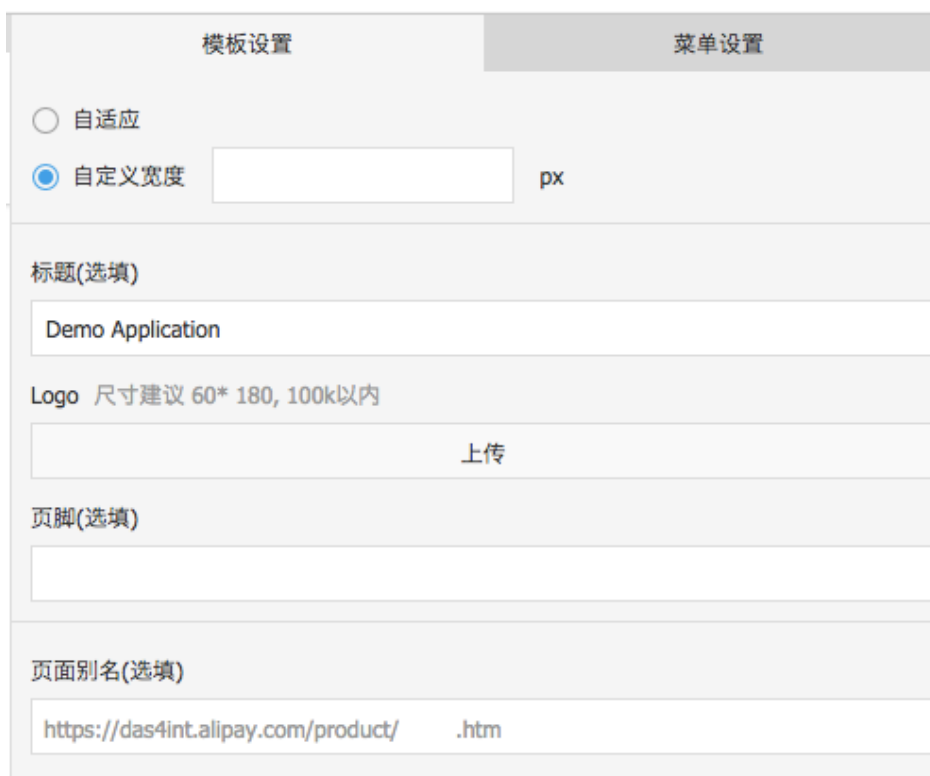 模板设置 菜单设置
自适应
自定义宽度 px
标题(选填)
Demo Application
Logo 尺寸建议 60* 180, 100k以内
上传
页脚(选填)
页面别名(选填)
https://das4int.alipay.com/product/ .htm